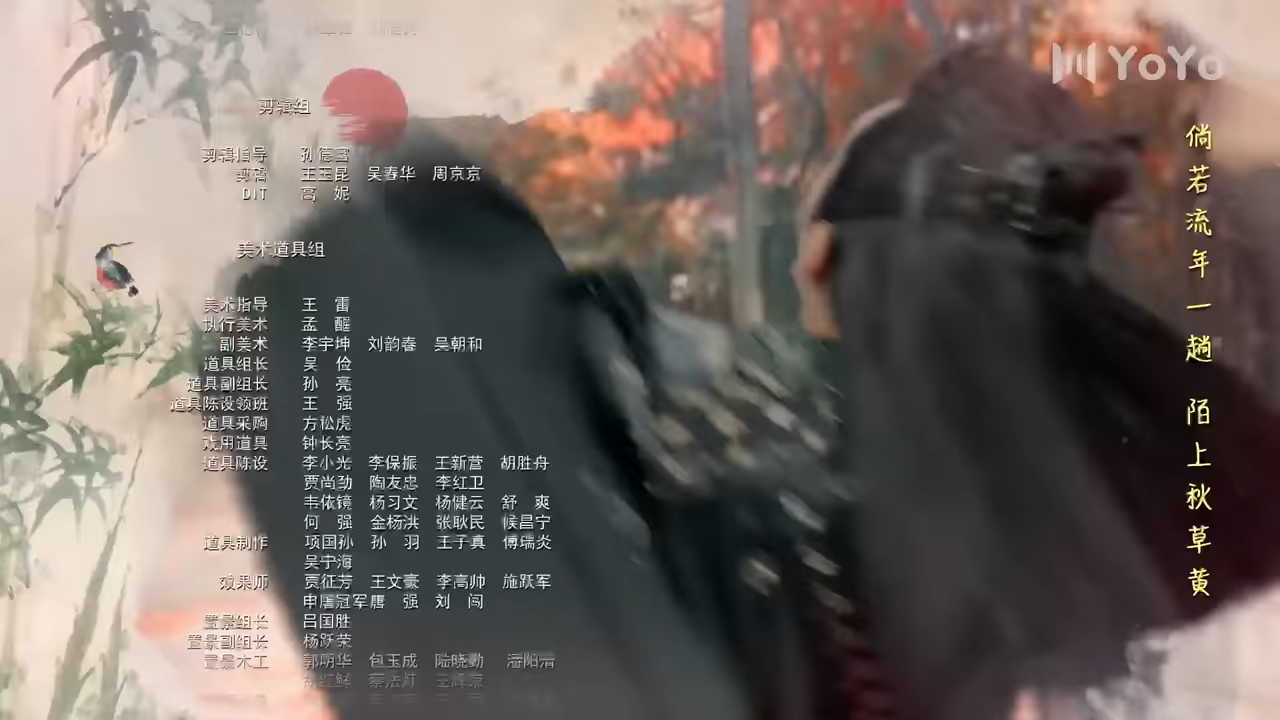 YoYo
剪辑组
剪辑指导 孙德雪
剪辑 王玉昆 吴春华 周京京
DIT 高 妮
美术道具组
美术指导 王 雷
执行美术 孟 醒
副美术 李宇坤 刘韵春 吴朝和
道具组长 吴 俭
道具副组长 孙 亮
道具陈设领班 王 强
道具采购 方松虎
戏用道具 钟长亮
道具陈设 李小光 李保振 王新营 胡胜舟
贾尚劲 陶友忠 李红卫
韦依镜 杨习文 杨健云 舒 爽
何 强 金杨洪 张耿民 候昌宁
道具制作 项国孙 孙 羽 王子真 傅瑞炎
吴宇海
效果师 贾征芳 王文豪 李高帅 施跃军
申屠冠军 唐 强 刘 闯
置景组长 吕国胜
置景副组长 杨跃荣
置景木工 郭明华 包玉成 陆晓勤 潘阳清
倘若流年一趟 陌上秋草黄